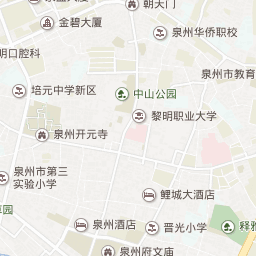 朝天门
金碧大厦
泉州华侨职校
明口腔科
泉州市教育
培元中学新区
中山公园
黎明职业大学
泉州开元寺
泉州市第三
实验小学
鲤城大酒店
泉州酒店
晋光小学
释雅
泉州府文庙